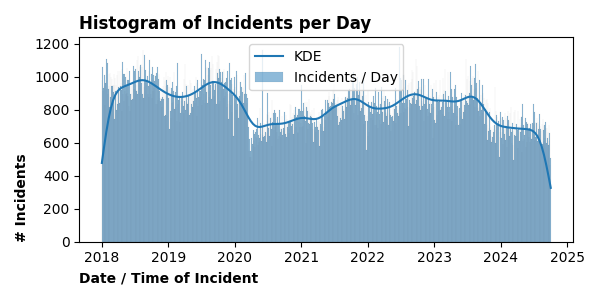 Histogram of Incidents per Day
# Incidents
1200
1000
800
600
400
200
0
KDE
Incidents / Day
2018 2019 2020 2021 2022 2023 2024 2025
Date / Time of Incident